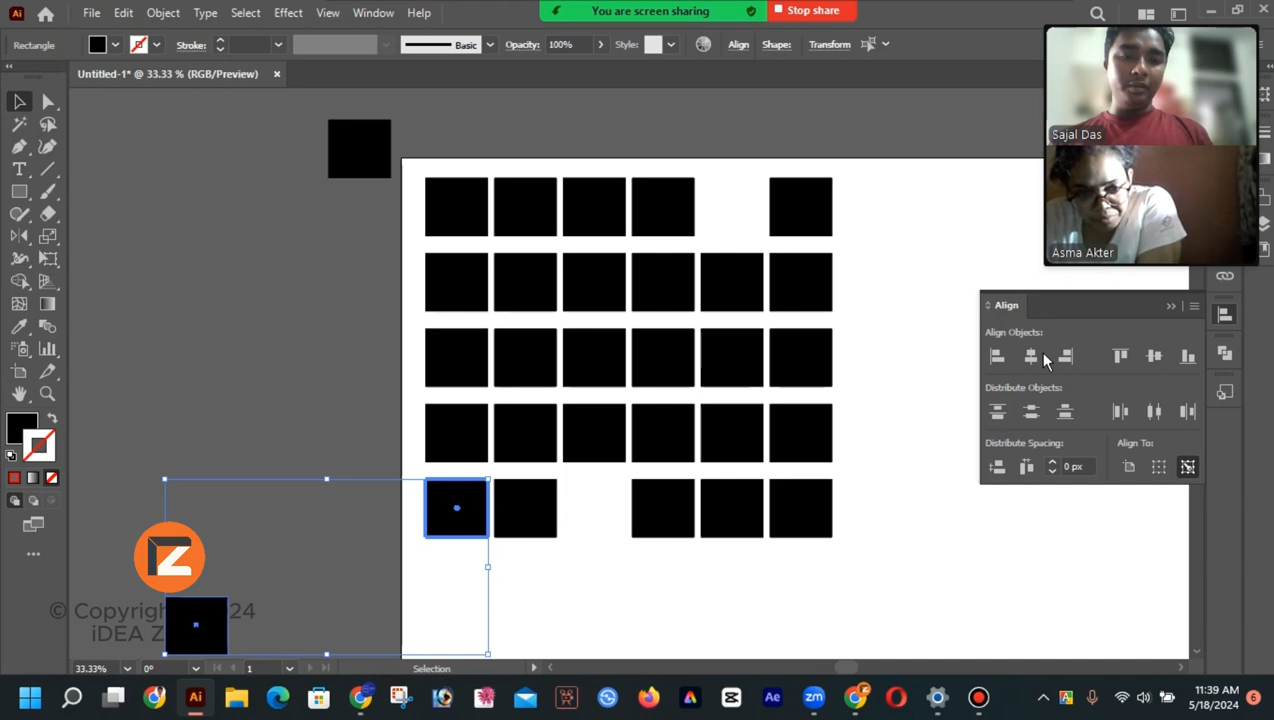 File Edit Object Type Select Effect View Window Help
You are screen sharing
Stop share
Rectangle
Stroke:
Basic
Opacity: 100%
Style:
Align
Shape:
Transform
Untitled-1* @ 33.33 % (RGB/Preview)
Sajal Das
Asma Akter
Align
Align Objects:
Distribute Objects:
Distribute Spacing:
Align To:
0 px
© Copyrigh 24
iDEA Z
33.33%
0°
1
Selection
11:39 AM
5/18/2024
6